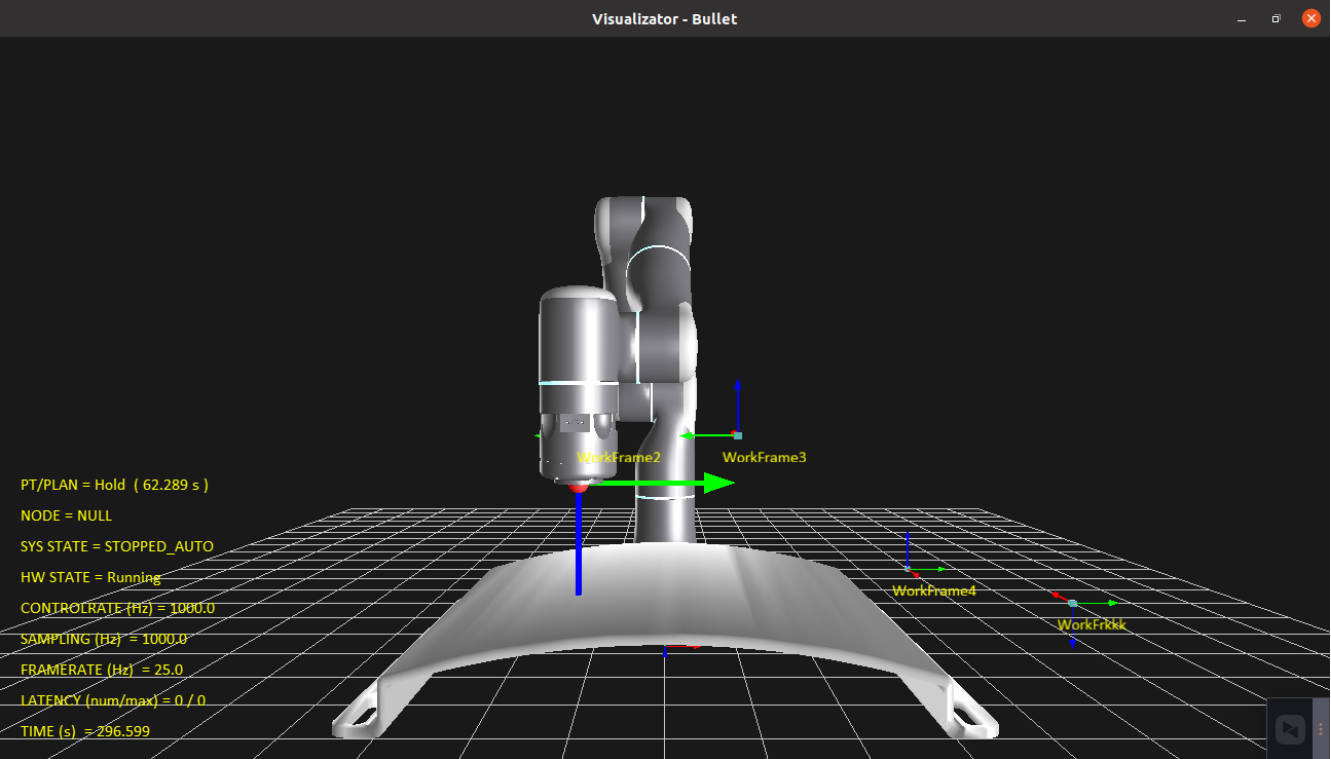 Visualizator - Bullet
WorkFrame2
WorkFrame3
PT/PLAN = Hold ( 62.289 s )
NODE = NULL
SYS STATE = STOPPED_AUTO
HW STATE = Running
WorkFrame4
CONTROLRATE (Hz) = 1000.0
WorkFrkkk
SAMPLING (Hz) = 1000.0
FRAMERATE (Hz) = 25.0
LATENCY (num/max) = 0 / 0
TIME (s) = 296.599